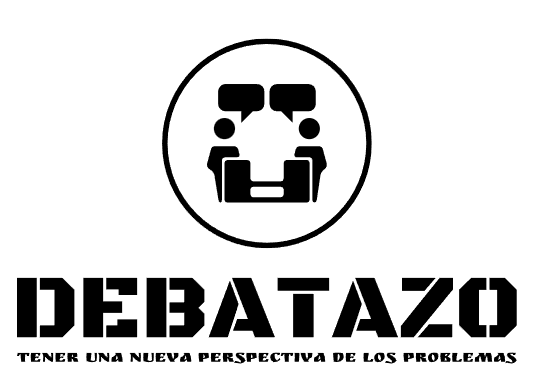 DEBATAZO
TENER UNA NUEVA PERSPECTIVA DE LOS PROBLEMAS